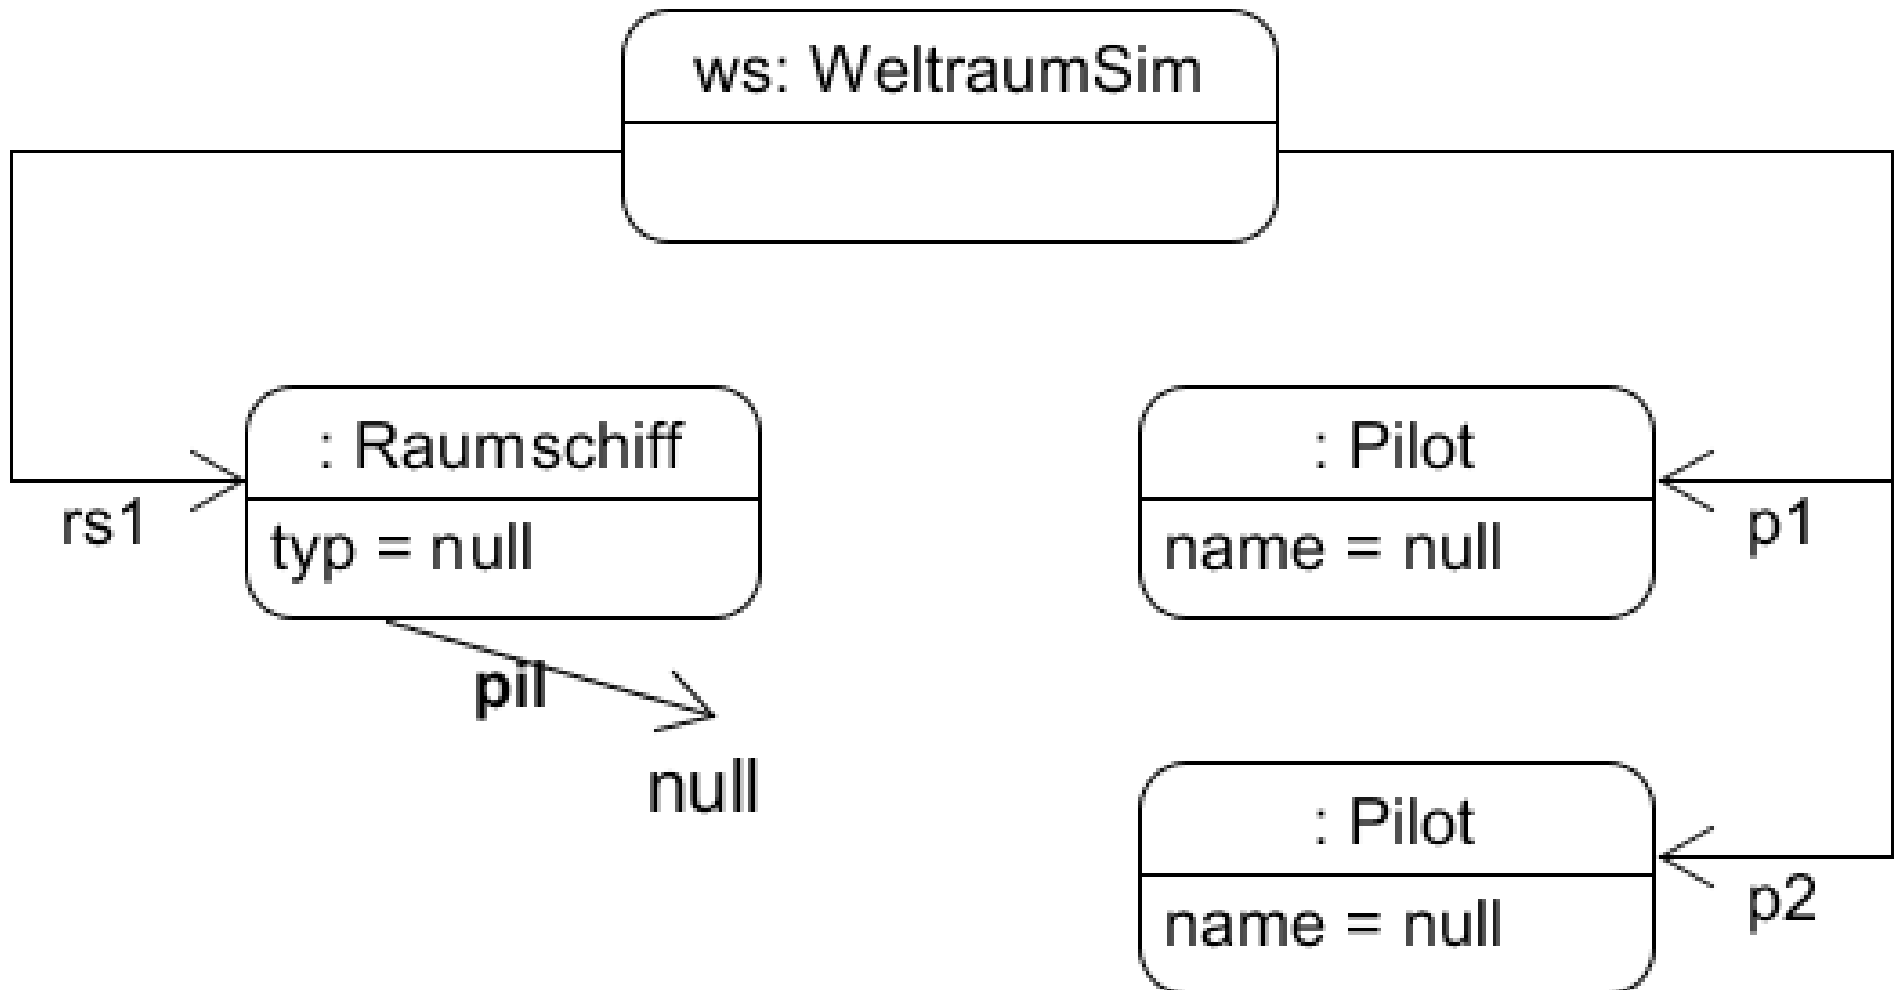 ws: WeltraumSim
: Raumschiff
typ = null
rs1
pil
null
: Pilot
name = null
p1
: Pilot
name = null
p2